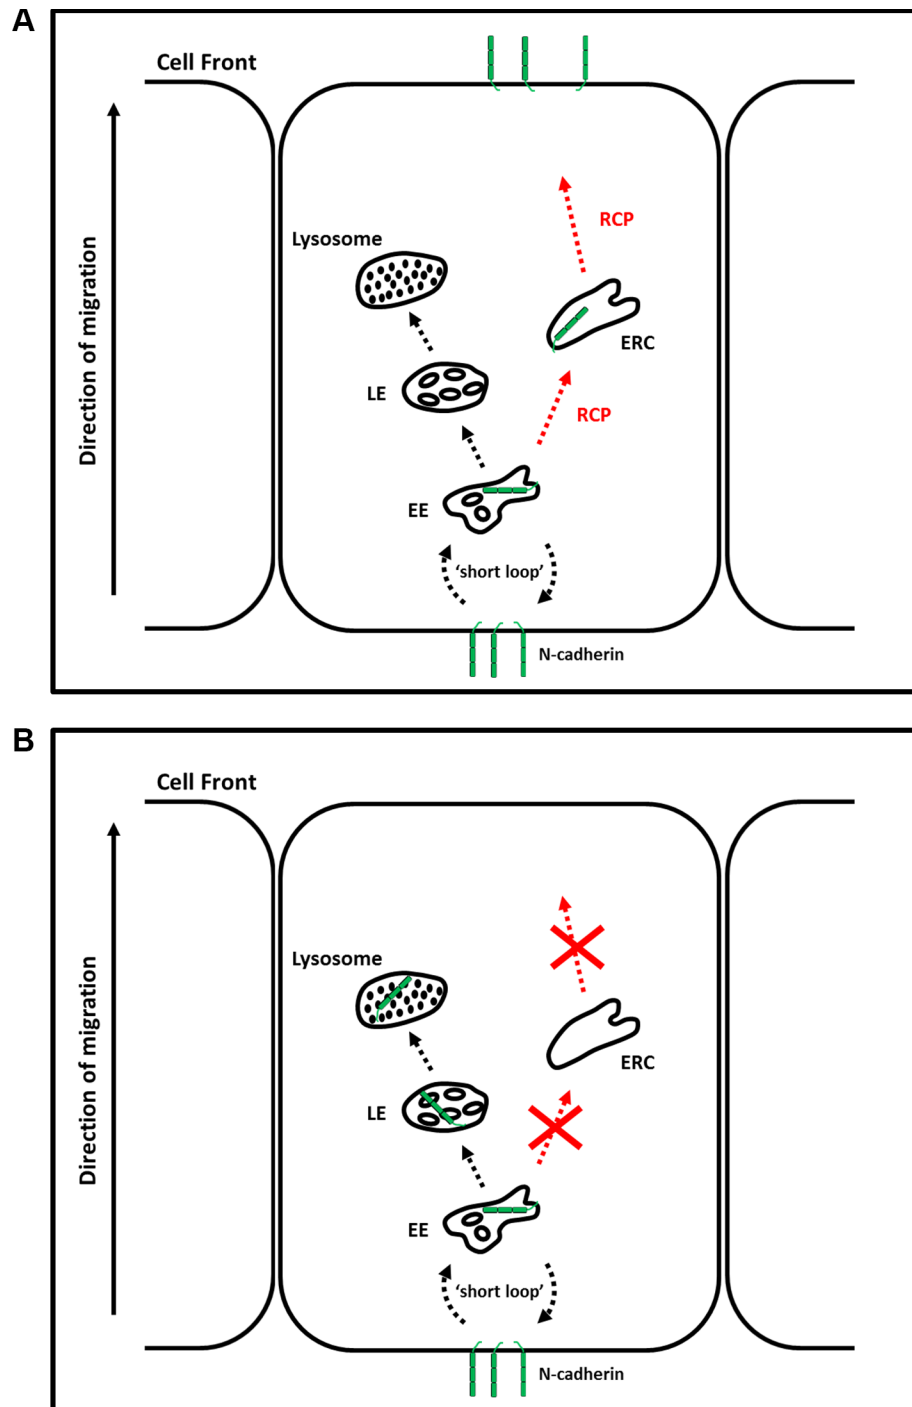 A
Cell Front
Direction of migration
Lysosome
RCP
ERC
LE
RCP
EE
'short loop'
N-cadherin
B
Cell Front
Direction of migration
Lysosome
ERC
LE
EE
'short loop'
N-cadherin